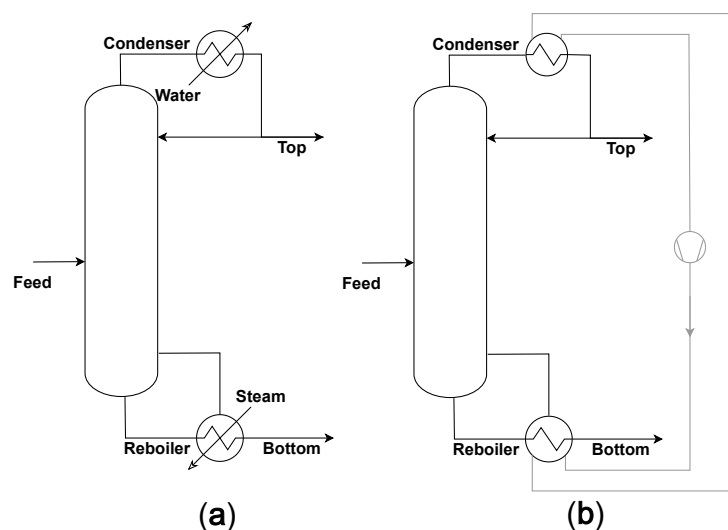 Condenser
Water
Top
Feed
Steam
Reboiler
Bottom
(a)
Condenser
Top
Feed
Reboiler
Bottom
(b)